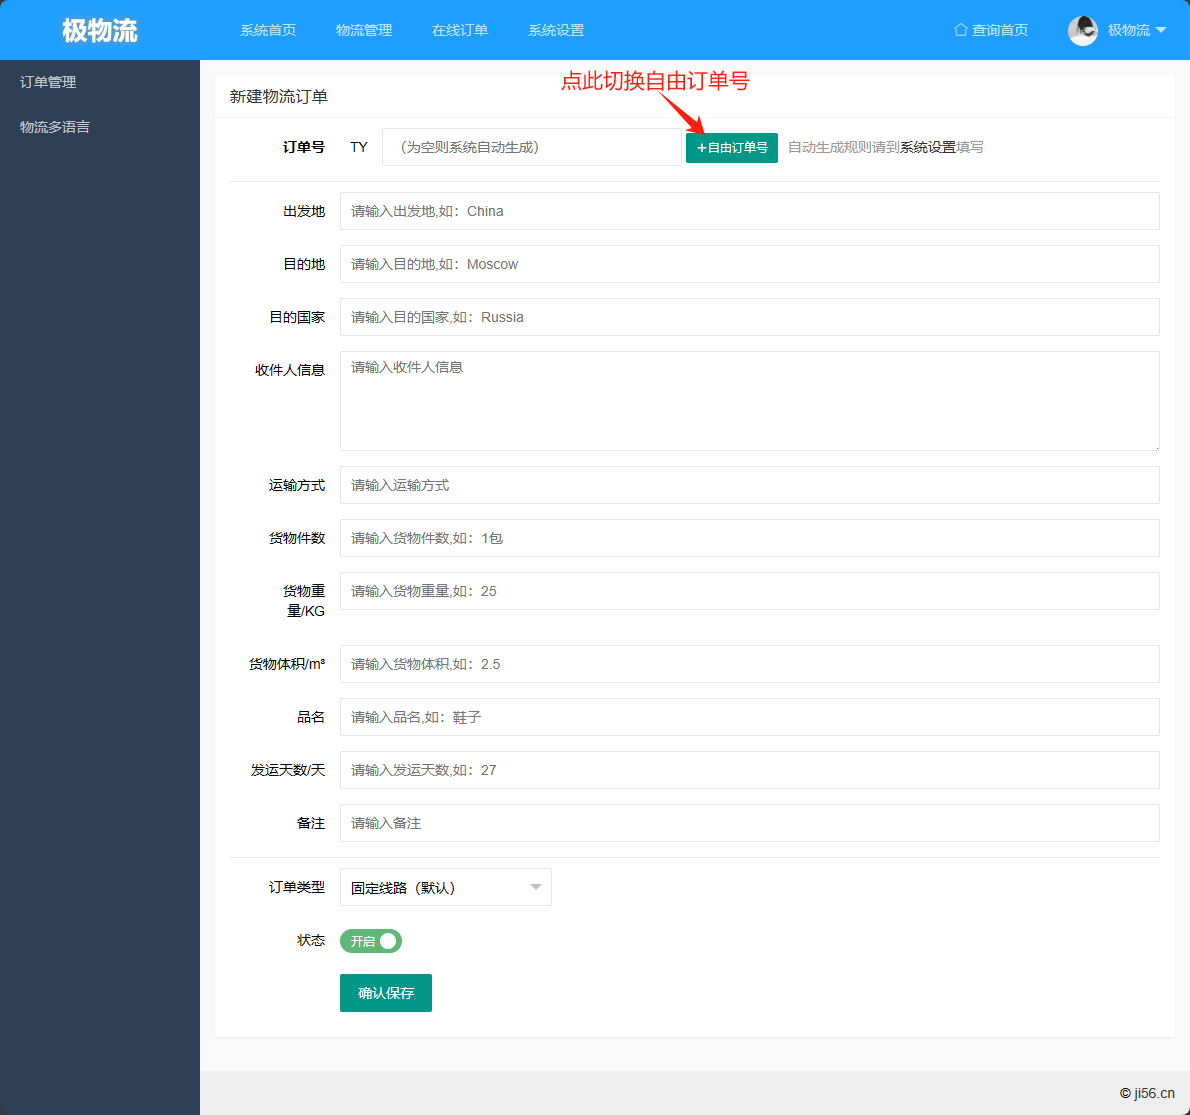 极物流
系统首页 物流管理 在线订单 系统设置 查询首页 极物流
订单管理
物流多语言
点此切换自由订单号
新建物流订单
订单号 TY （为空则系统自动生成） +自由订单号 自动生成规则请到系统设置填写
出发地 请输入出发地,如：China
目的地 请输入目的地,如：Moscow
目的国家 请输入目的国家,如：Russia
收件人信息 请输入收件人信息
运输方式 请输入运输方式
货物件数 请输入货物件数,如：1包
货物重 请输入货物重量,如：25
量/KG
货物体积/m³ 请输入货物体积,如：2.5
品名 请输入品名,如：鞋子
发运天数/天 请输入发运天数,如：27
备注 请输入备注
订单类型 固定线路（默认）
状态 开启
确认保存
© ji56.cn